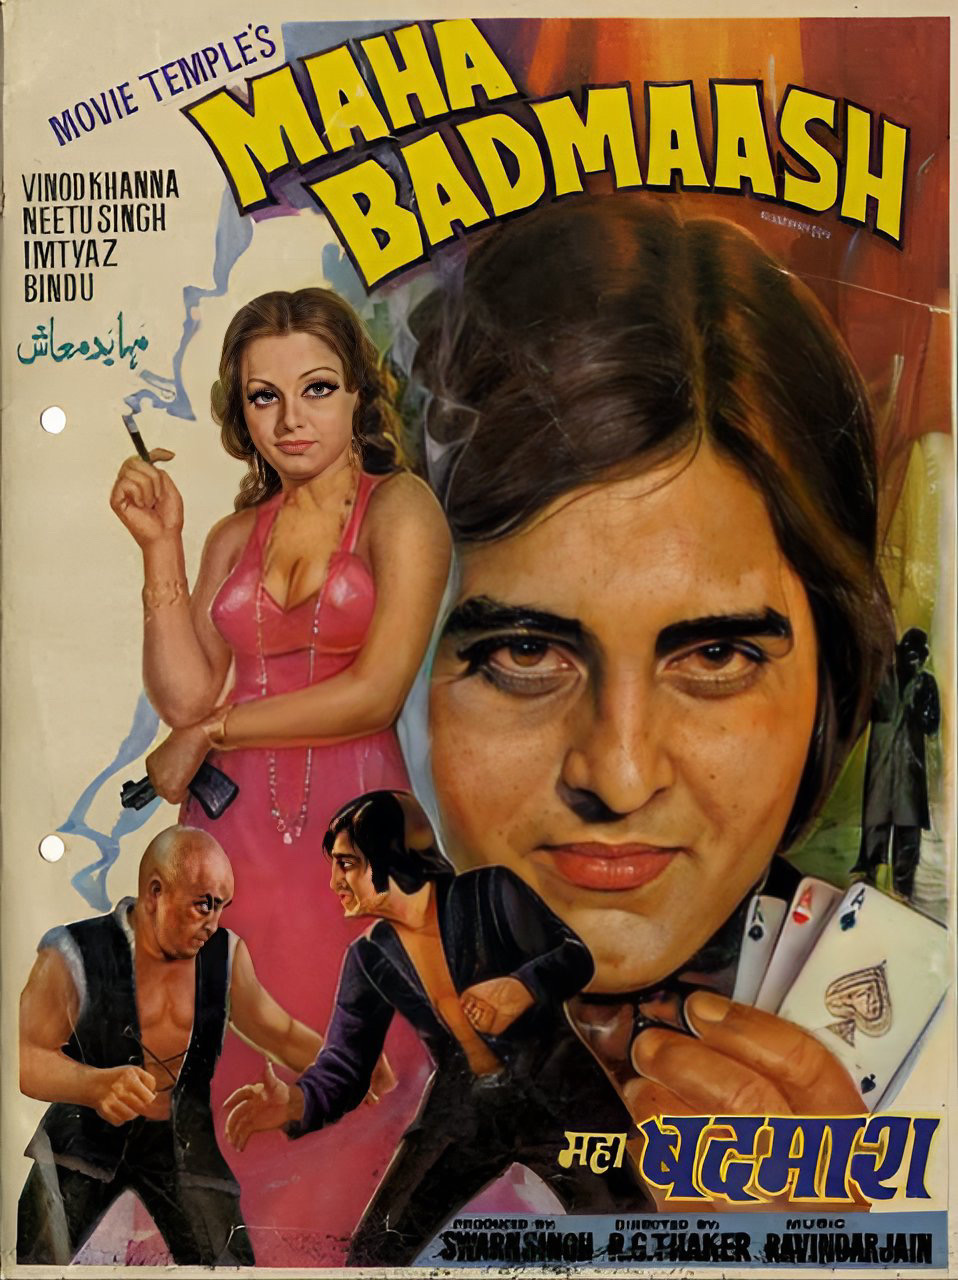 MOVIE TEMPLE'S
MAHA
BADMAASH
VINOD KHANNA
NEETU SINGH
IMTYAZ
BINDU
مہا بدمعاش
A
A
A
महा बदमाश
PRODUCED BY DIRECTED BY MUSIC
SWARN SINGH R.G. THAKER RAVINDAR JAIN